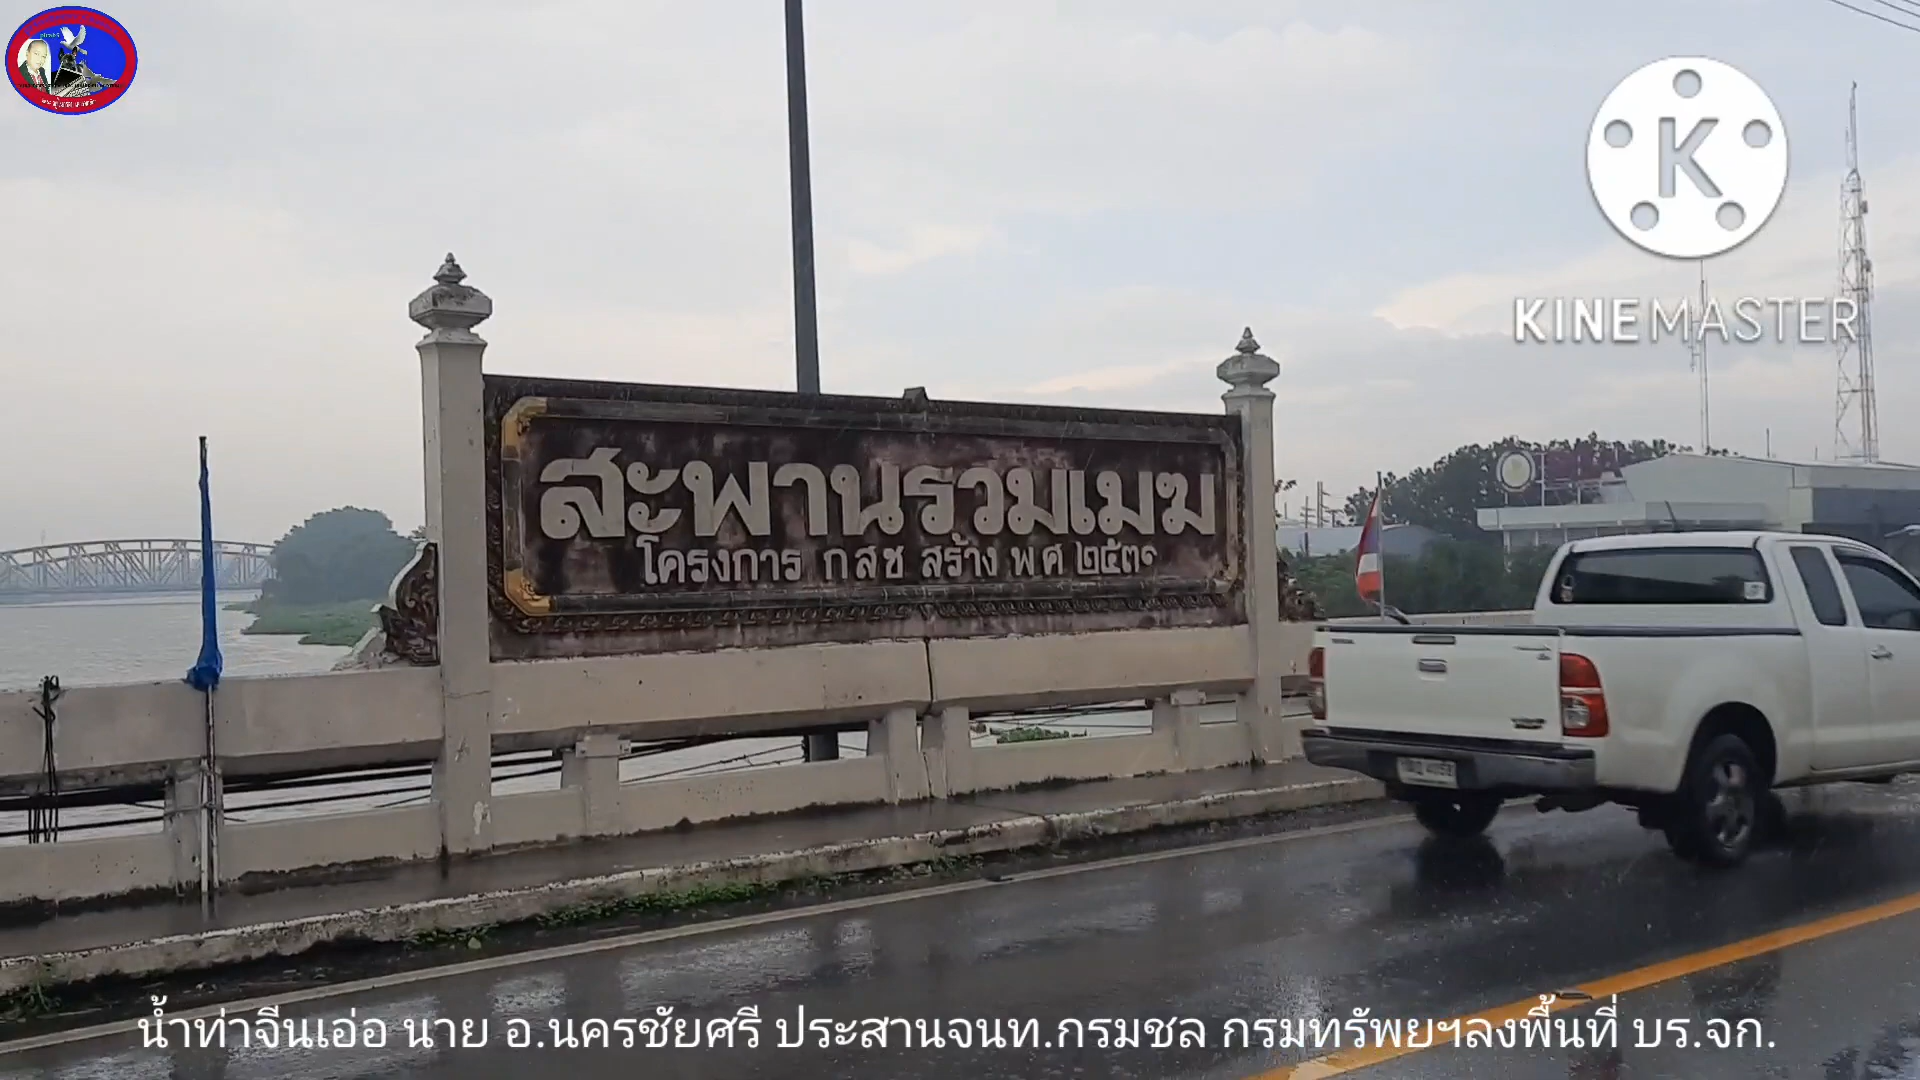 KINEMASTER
สะพานรวมเมฆ
โครงการ กสช สร้าง พ ศ ๒๕๓๑
น้ำท่าจีนเอ่อ นาย อ.นครชัยศรี ประสานจนท.กรมชล กรมทรัพยฯลงพื้นที่ บร.จก.